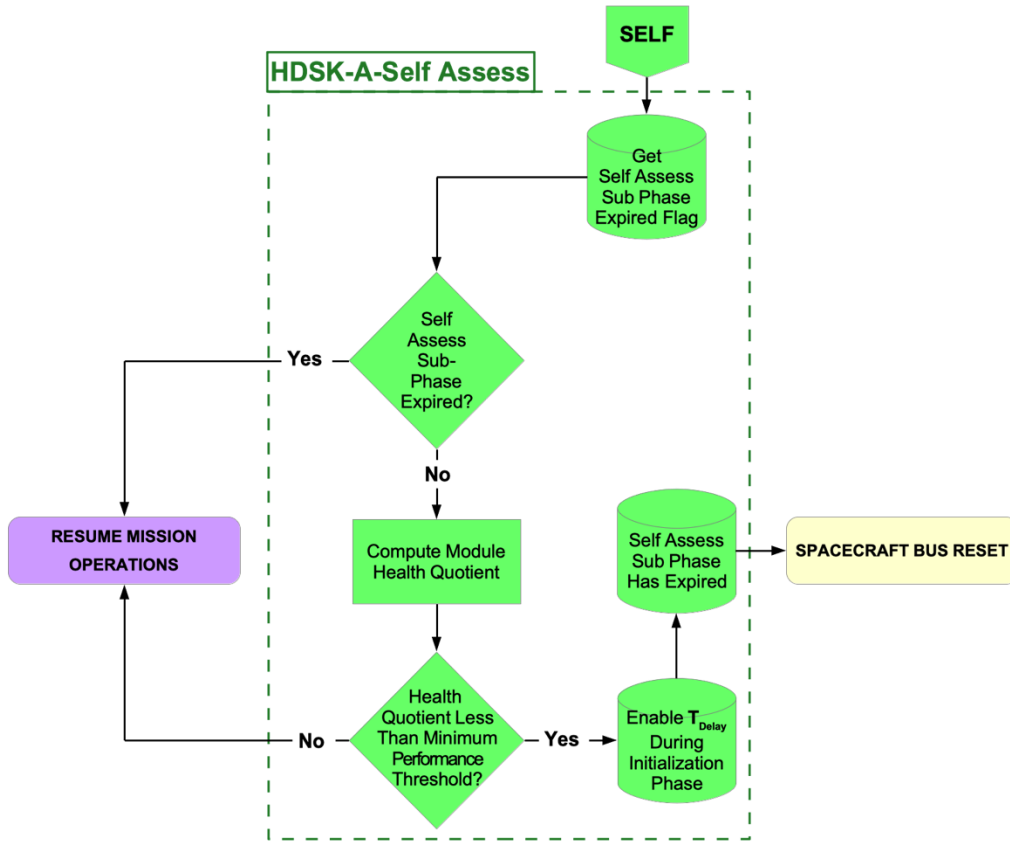 SELF
HDSK-A-Self Assess
Get
Self Assess
Sub Phase
Expired Flag
Self
Assess
Sub-
Phase
Expired?
Yes
No
RESUME MISSION
OPERATIONS
Compute Module
Health Quotient
Self Assess
Sub Phase
Has Expired
SPACECRAFT BUS RESET
Health
Quotient Less
Than Minimum
Performance
Threshold?
No
Yes
Enable TDelay
During
Initialization
Phase